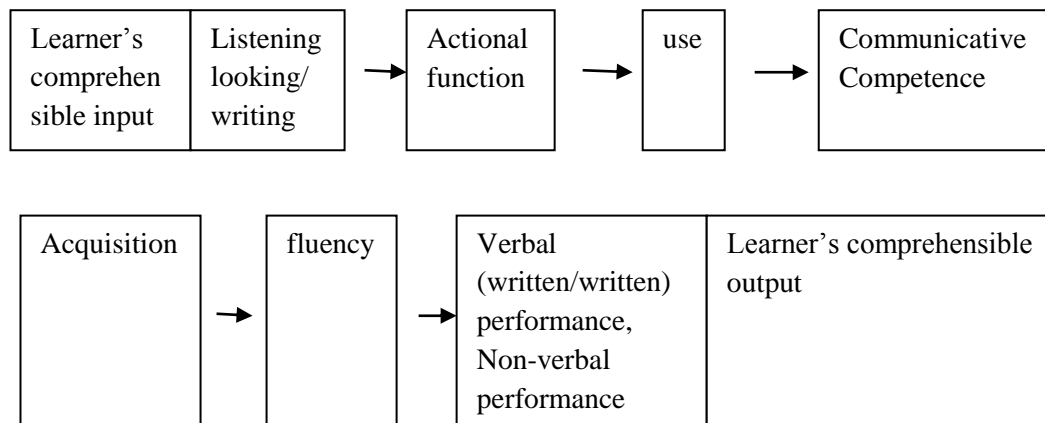 Learner’s
comprehen
sible input
Listening
looking/
writing
Actional
function
use
Communicative
Competence
Acquisition
fluency
Verbal
(written/written)
performance,
Non-verbal
performance
Learner’s comprehensible
output